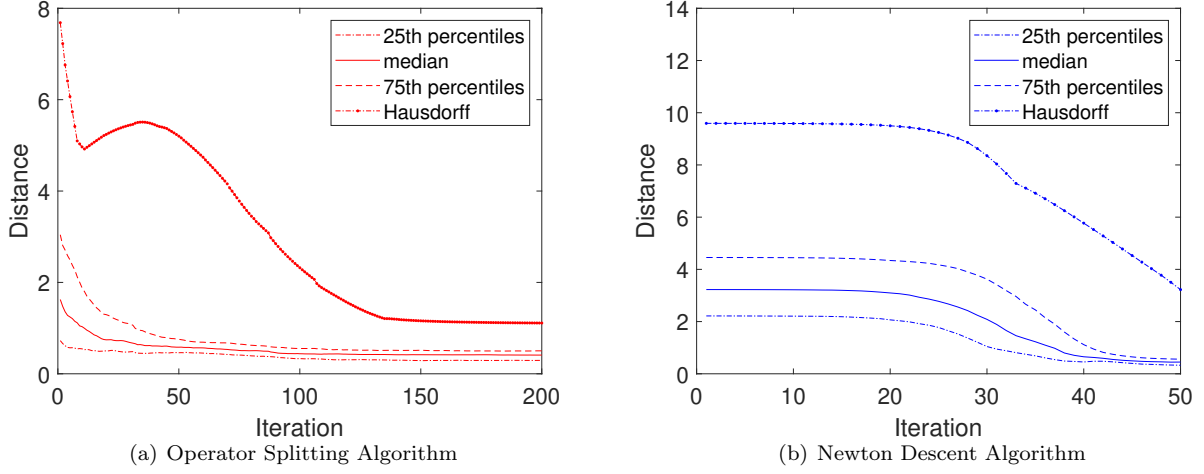 8
6
4
2
0
Distance
0
50
100
150
200
Iteration
25th percentiles
median
75th percentiles
Hausdorff
(a) Operator Splitting Algorithm
14
12
10
8
6
4
2
0
Distance
0
10
20
30
40
50
Iteration
25th percentiles
median
75th percentiles
Hausdorff
(b) Newton Descent Algorithm